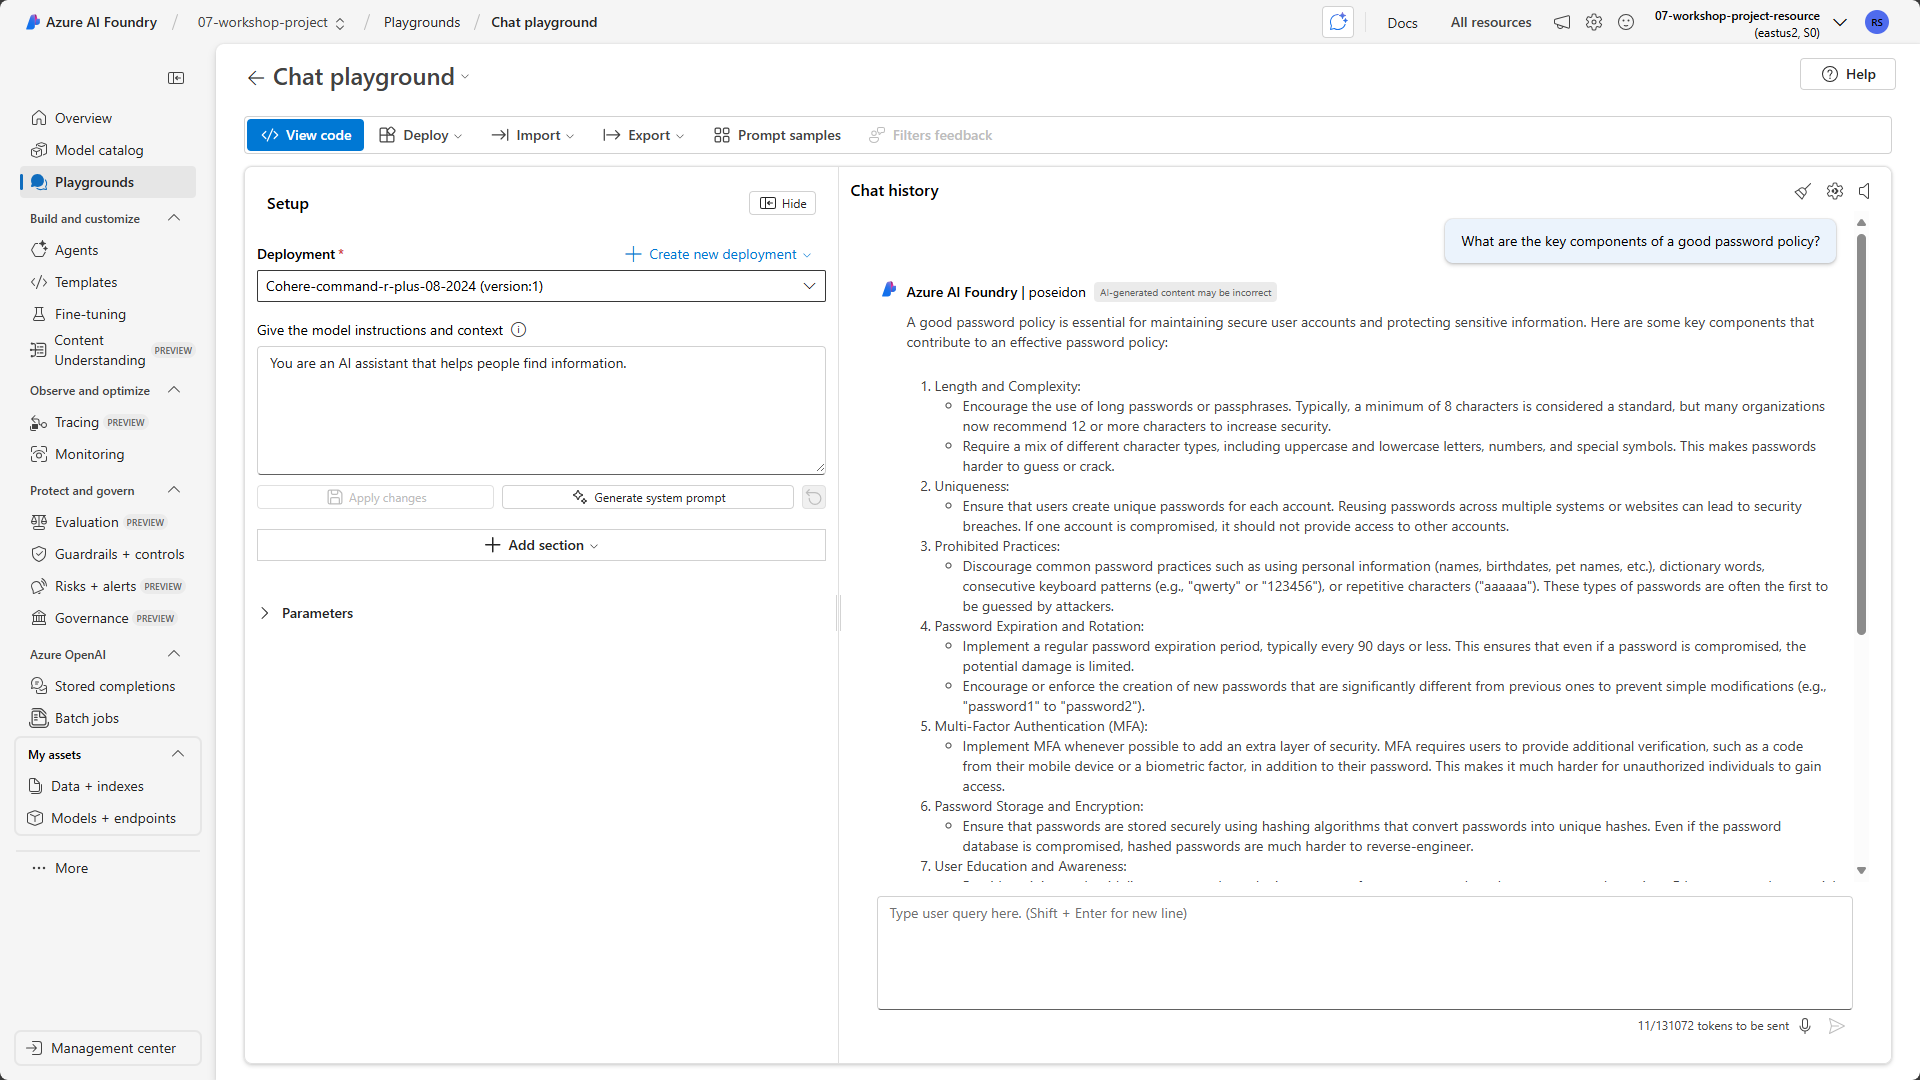 Azure AI Foundry / 07-workshop-project / Playgrounds / Chat playground
Docs
All resources
07-workshop-project-resource
(eastus2, S0)
RS
Chat playground
Help
Overview
Model catalog
Playgrounds
Build and customize
Agents
Templates
Fine-tuning
Content
Understanding PREVIEW
Observe and optimize
Tracing PREVIEW
Monitoring
Protect and govern
Evaluation PREVIEW
Guardrails + controls
Risks + alerts PREVIEW
Governance PREVIEW
Azure OpenAI
Stored completions
Batch jobs
My assets
Data + indexes
Models + endpoints
More
Management center
View code
Deploy
Import
Export
Prompt samples
Filters feedback
Setup
Hide
Deployment *
Create new deployment
Cohere-command-r-plus-08-2024 (version:1)
Give the model instructions and context
You are an AI assistant that helps people find information.
Apply changes
Generate system prompt
Add section
Parameters
Chat history
What are the key components of a good password policy?
Azure AI Foundry | poseidon AI-generated content may be incorrect
A good password policy is essential for maintaining secure user accounts and protecting sensitive information. Here are some key components that
contribute to an effective password policy:
1. Length and Complexity:
Encourage the use of long passwords or passphrases. Typically, a minimum of 8 characters is considered a standard, but many organizations
now recommend 12 or more characters to increase security.
Require a mix of different character types, including uppercase and lowercase letters, numbers, and special symbols. This makes passwords
harder to guess or crack.
2. Uniqueness:
Ensure that users create unique passwords for each account. Reusing passwords across multiple systems or websites can lead to security
breaches. If one account is compromised, it should not provide access to other accounts.
3. Prohibited Practices:
Discourage common password practices such as using personal information (names, birthdates, pet names, etc.), dictionary words,
consecutive keyboard patterns (e.g., "qwerty" or "123456"), or repetitive characters ("aaaaaa"). These types of passwords are often the first to
be guessed by attackers.
4. Password Expiration and Rotation:
Implement a regular password expiration period, typically every 90 days or less. This ensures that even if a password is compromised, the
potential damage is limited.
Encourage or enforce the creation of new passwords that are significantly different from previous ones to prevent simple modifications (e.g.,
"password1" to "password2").
5. Multi-Factor Authentication (MFA):
Implement MFA whenever possible to add an extra layer of security. MFA requires users to provide additional verification, such as a code
from their mobile device or a biometric factor, in addition to their password. This makes it much harder for unauthorized individuals to gain
access.
6. Password Storage and Encryption:
Ensure that passwords are stored securely using hashing algorithms that convert passwords into unique hashes. Even if the password
database is compromised, hashed passwords are much harder to reverse-engineer.
7. User Education and Awareness:
Type user query here. (Shift + Enter for new line)
11/131072 tokens to be sent